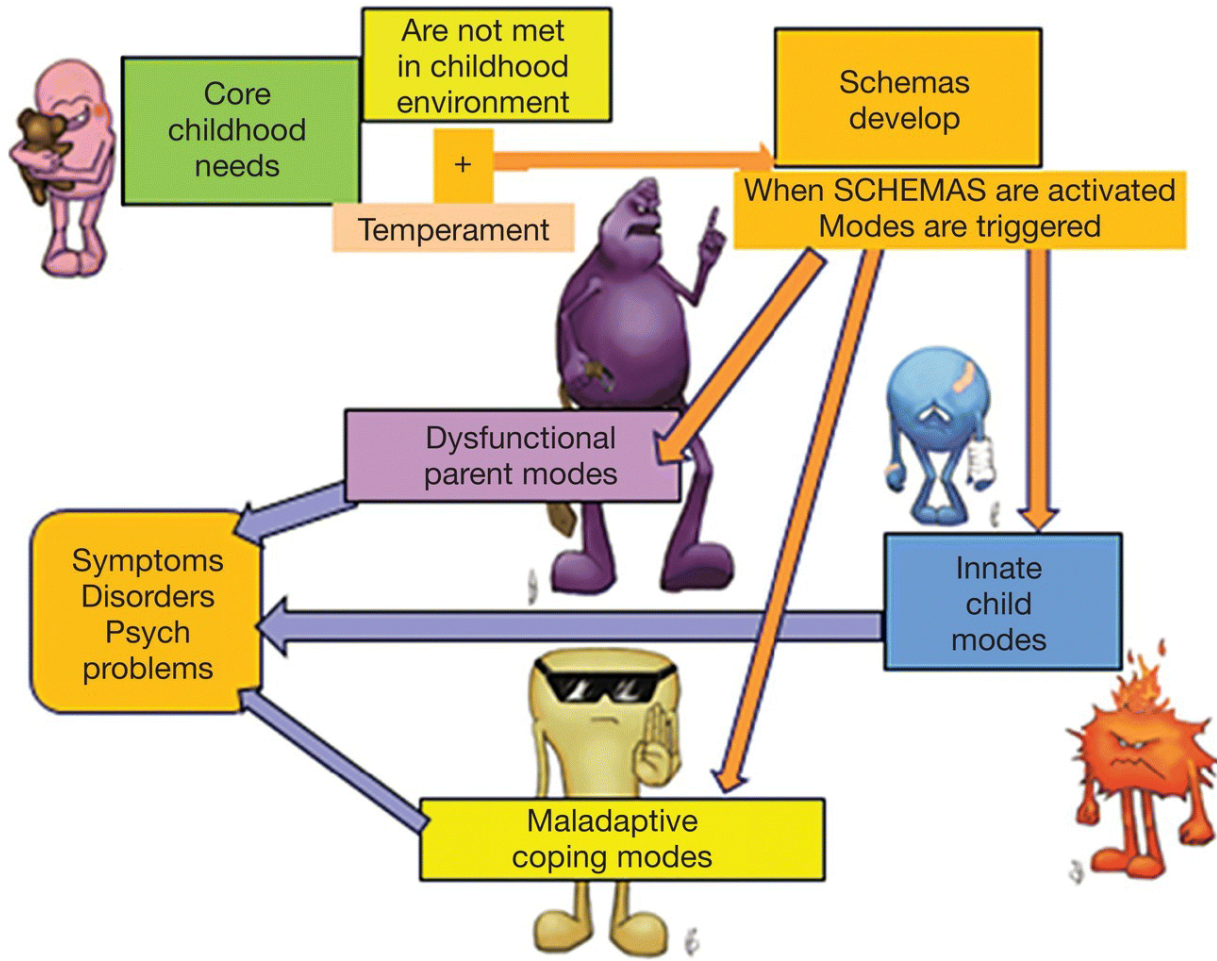 Core
childhood
needs
Are not met
in childhood
environment
+
Temperament
Schemas
develop
When SCHEMAS are activated
Modes are triggered
Dysfunctional
parent modes
Innate
child
modes
Symptoms
Disorders
Psych
problems
Maladaptive
coping modes